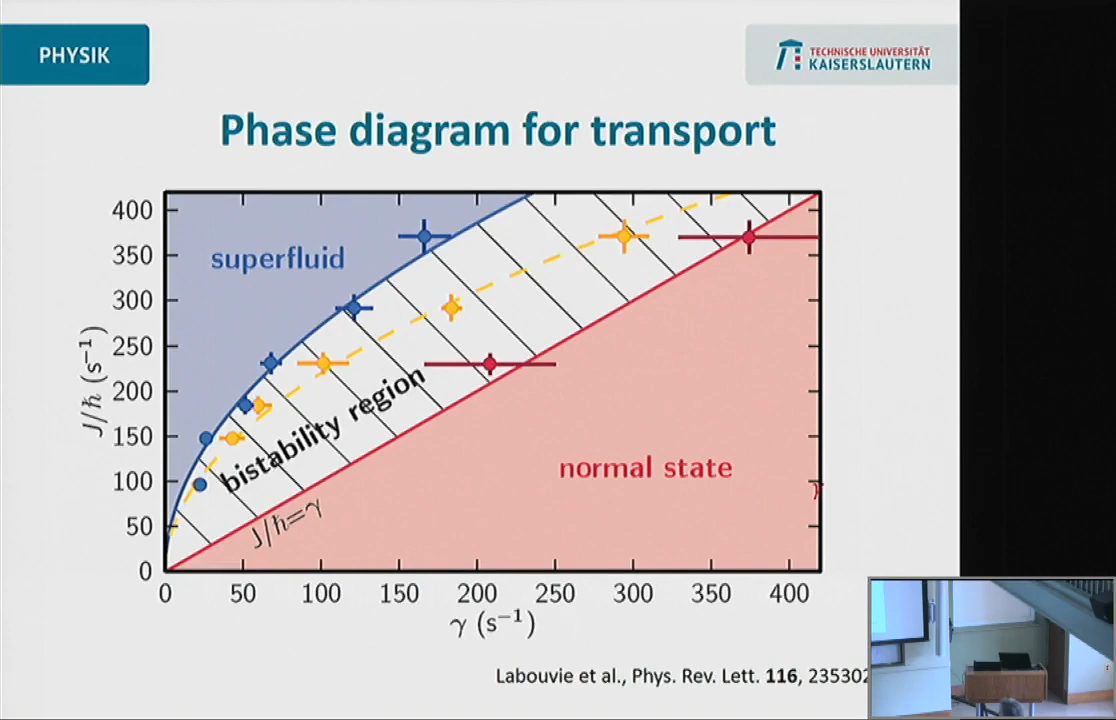 PHYSIK
TECHNISCHE UNIVERSITÄT
KAISERSLAUTERN
Phase diagram for transport
400
350
300
250
200
150
100
50
0
J/ħ (s⁻¹)
superfluid
bistability region
normal state
J/ħ=γ
0 50 100 150 200 250 300 350 400
γ (s⁻¹)
Labouvie et al., Phys. Rev. Lett. 116, 235302